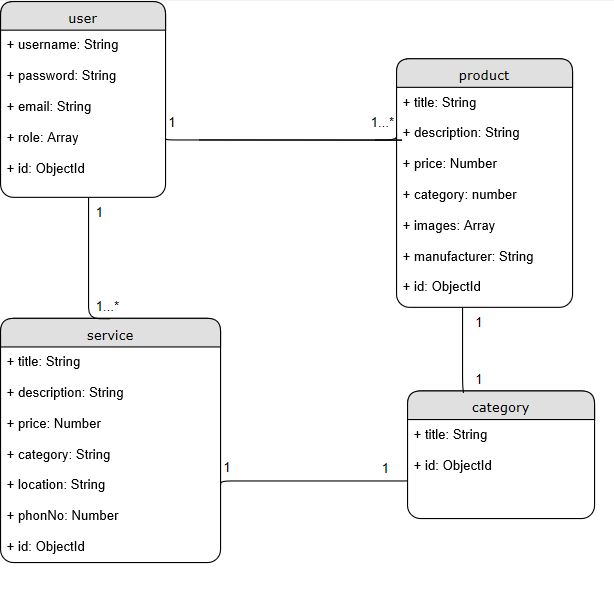 user
+ username: String
+ password: String
+ email: String
+ role: Array
+ id: ObjectId
1
1...*
product
+ title: String
+ description: String
+ price: Number
+ category: number
+ images: Array
+ manufacturer: String
+ id: ObjectId
1
1...*
service
+ title: String
+ description: String
+ price: Number
+ category: String
+ location: String
+ phonNo: Number
+ id: ObjectId
1
1
category
+ title: String
+ id: ObjectId
1
1